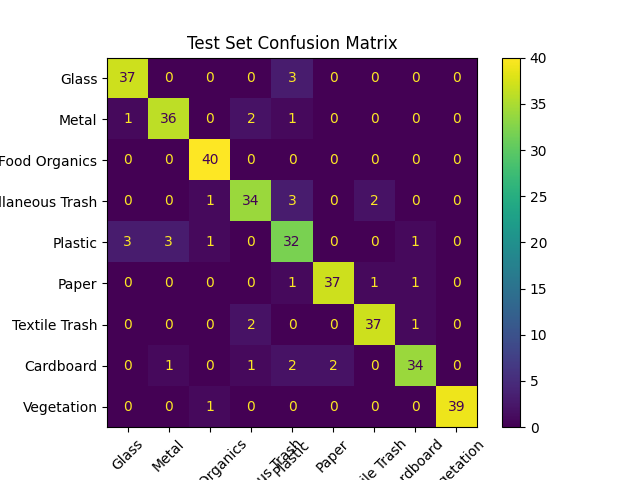 Test Set Confusion Matrix
Glass 37 0 0 0 3 0 0 0 0
Metal 1 36 0 2 1 0 0 0 0
Food Organics 0 0 40 0 0 0 0 0 0
llaneous Trash 0 0 1 34 3 0 2 0 0
Plastic 3 3 1 0 32 0 0 1 0
Paper 0 0 0 0 1 37 1 1 0
Textile Trash 0 0 0 2 0 0 37 1 0
Cardboard 0 1 0 1 2 2 0 34 0
Vegetation 0 0 1 0 0 0 0 0 39
Glass
Metal
Organics
us Trash
Plastic
Paper
ile Trash
rdboard
getation
40
35
30
25
20
15
10
5
0